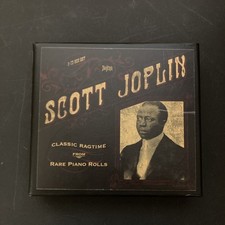 SCOTT JOPLIN
CLASSIC RAGTIME
FROM
RARE PIANO ROLLS